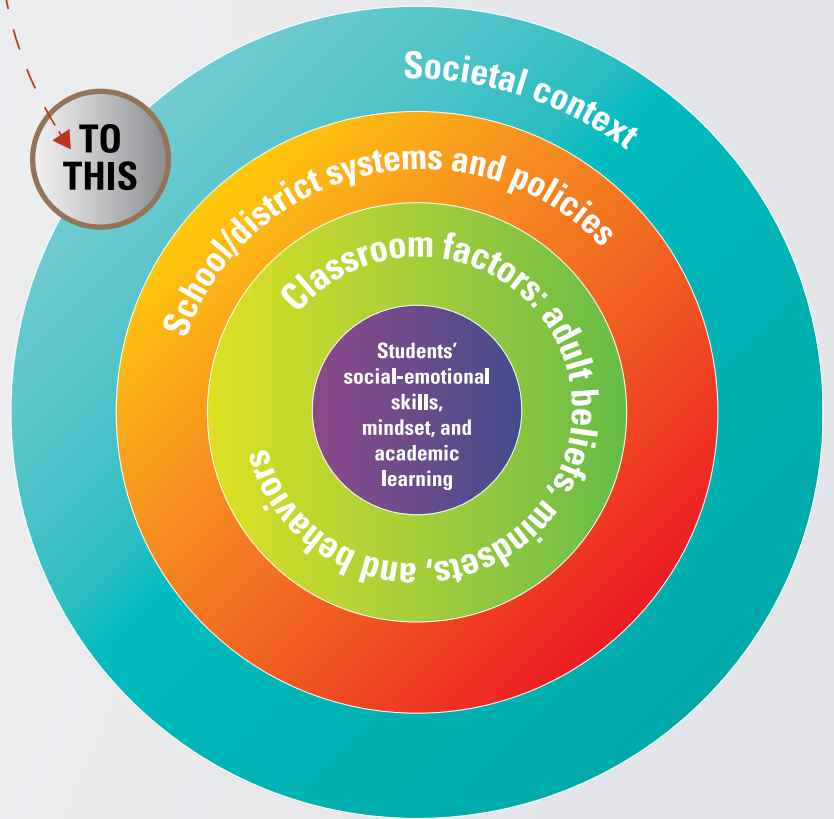 Societal context
TO
THIS
School/district systems and policies
Classroom factors: adult beliefs, mindsets, and behaviors
Students’
social-emotional
skills,
mindset, and
academic
learning